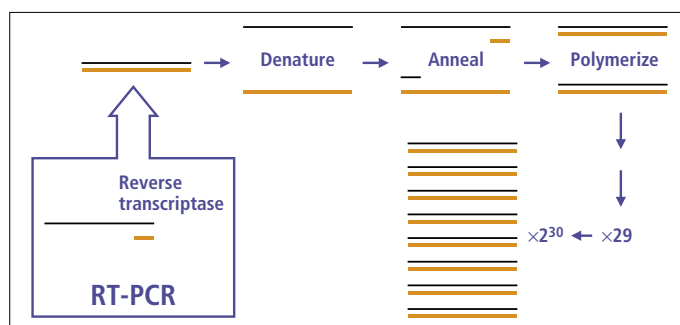 Denature
Anneal
Polymerize
Reverse
transcriptase
×2³⁰
×29
RT-PCR